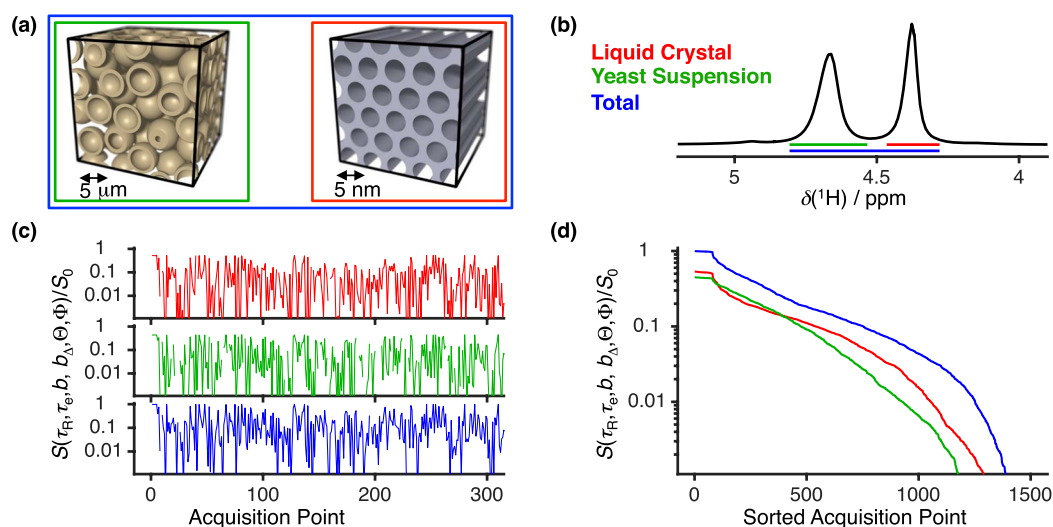 (a)
5 μm
5 nm
(b)
Liquid Crystal
Yeast Suspension
Total
5
4.5
4
δ(¹H) / ppm
(c)
S(τR,τe,b, bΔ,Θ,Φ)/S0
1
0.1
0.01
1
0.1
0.01
1
0.1
0.01
0
100
200
300
Acquisition Point
(d)
S(τR,τe,b, bΔ,Θ,Φ)/S0
1
0.1
0.01
0
500
1000
1500
Sorted Acquisition Point